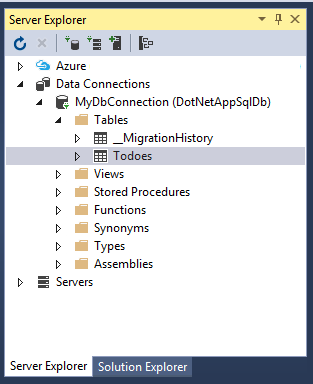 Server Explorer
Azure
Data Connections
MyDbConnection (DotNetAppSqlDb)
Tables
__MigrationHistory
Todoes
Views
Stored Procedures
Functions
Synonyms
Types
Assemblies
Servers
Server Explorer Solution Explorer